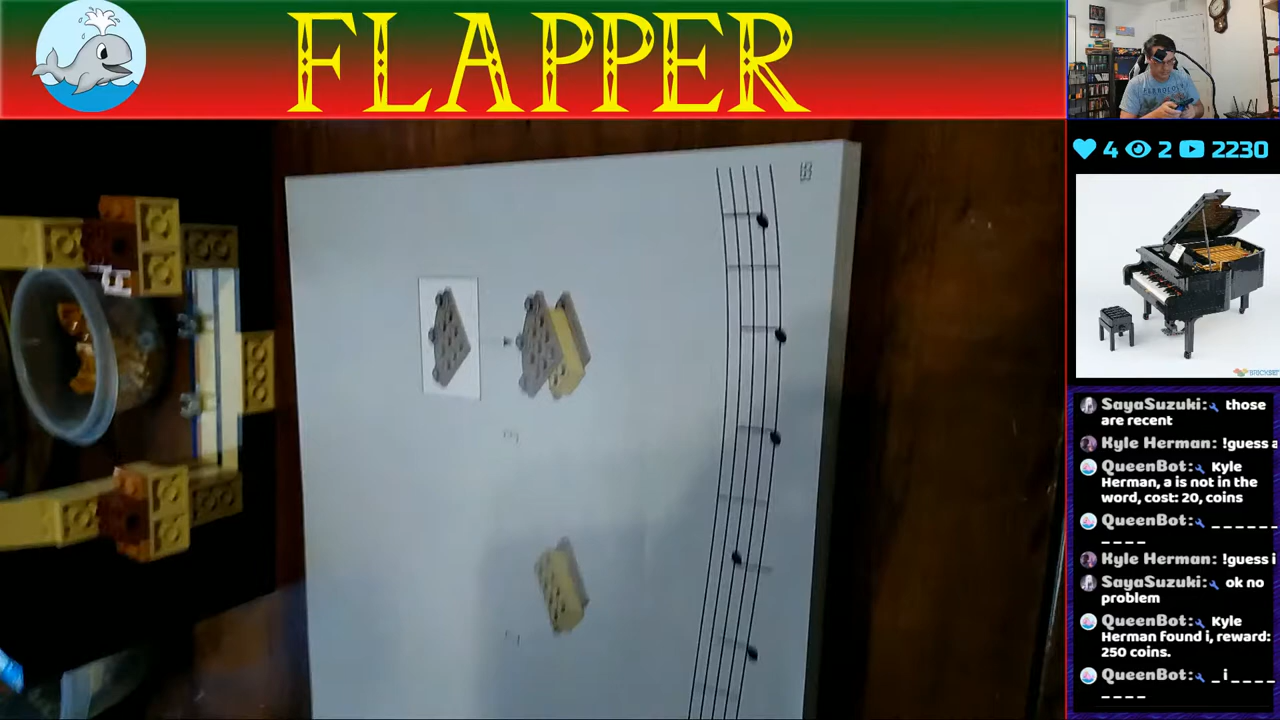 FLAPPER
4 2 2230
BRICKSET
SayaSuzuki: those
are recent
Kyle Herman: !guess a
QueenBot: Kyle
Herman, a is not in the
word, cost: 20, coins
QueenBot: _ _ _ _ _ _
_ _ _ _
Kyle Herman: !guess i
SayaSuzuki: ok no
problem
QueenBot: Kyle
Herman found i, reward:
250 coins.
QueenBot: _ i _ _ _ _
_ _ _ _